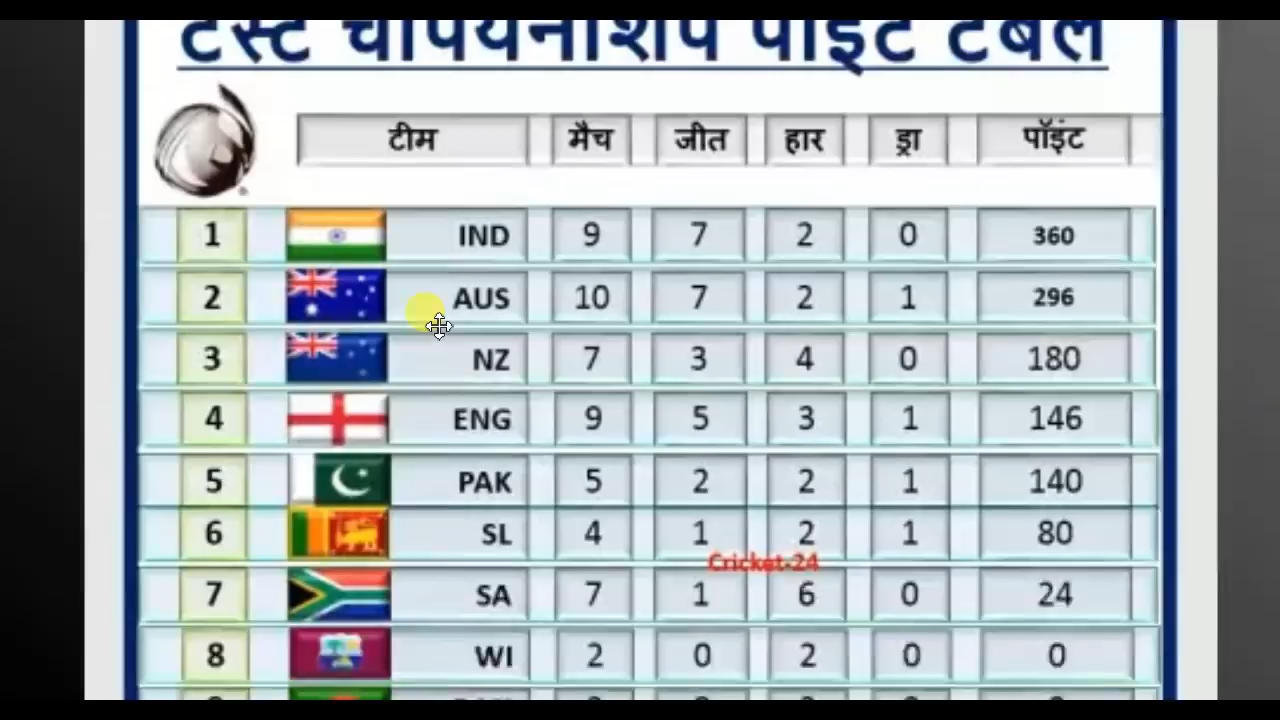 टेस्ट चैंपियनशिप पॉइंट टेबल
टीम मैच जीत हार ड्रा पॉइंट
1 IND 9 7 2 0 360
2 AUS 10 7 2 1 296
3 NZ 7 3 4 0 180
4 ENG 9 5 3 1 146
5 PAK 5 2 2 1 140
6 SL 4 1 2 1 80
Cricket-24
7 SA 7 1 6 0 24
8 WI 2 0 2 0 0